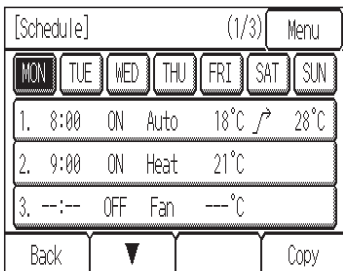 [Schedule] (1/3) Menu
MON TUE WED THU FRI SAT SUN
1. 8:00 ON Auto 18°C 28°C
2. 9:00 ON Heat 21°C
3. --:-- OFF Fan ---°C
Back ▼ Copy